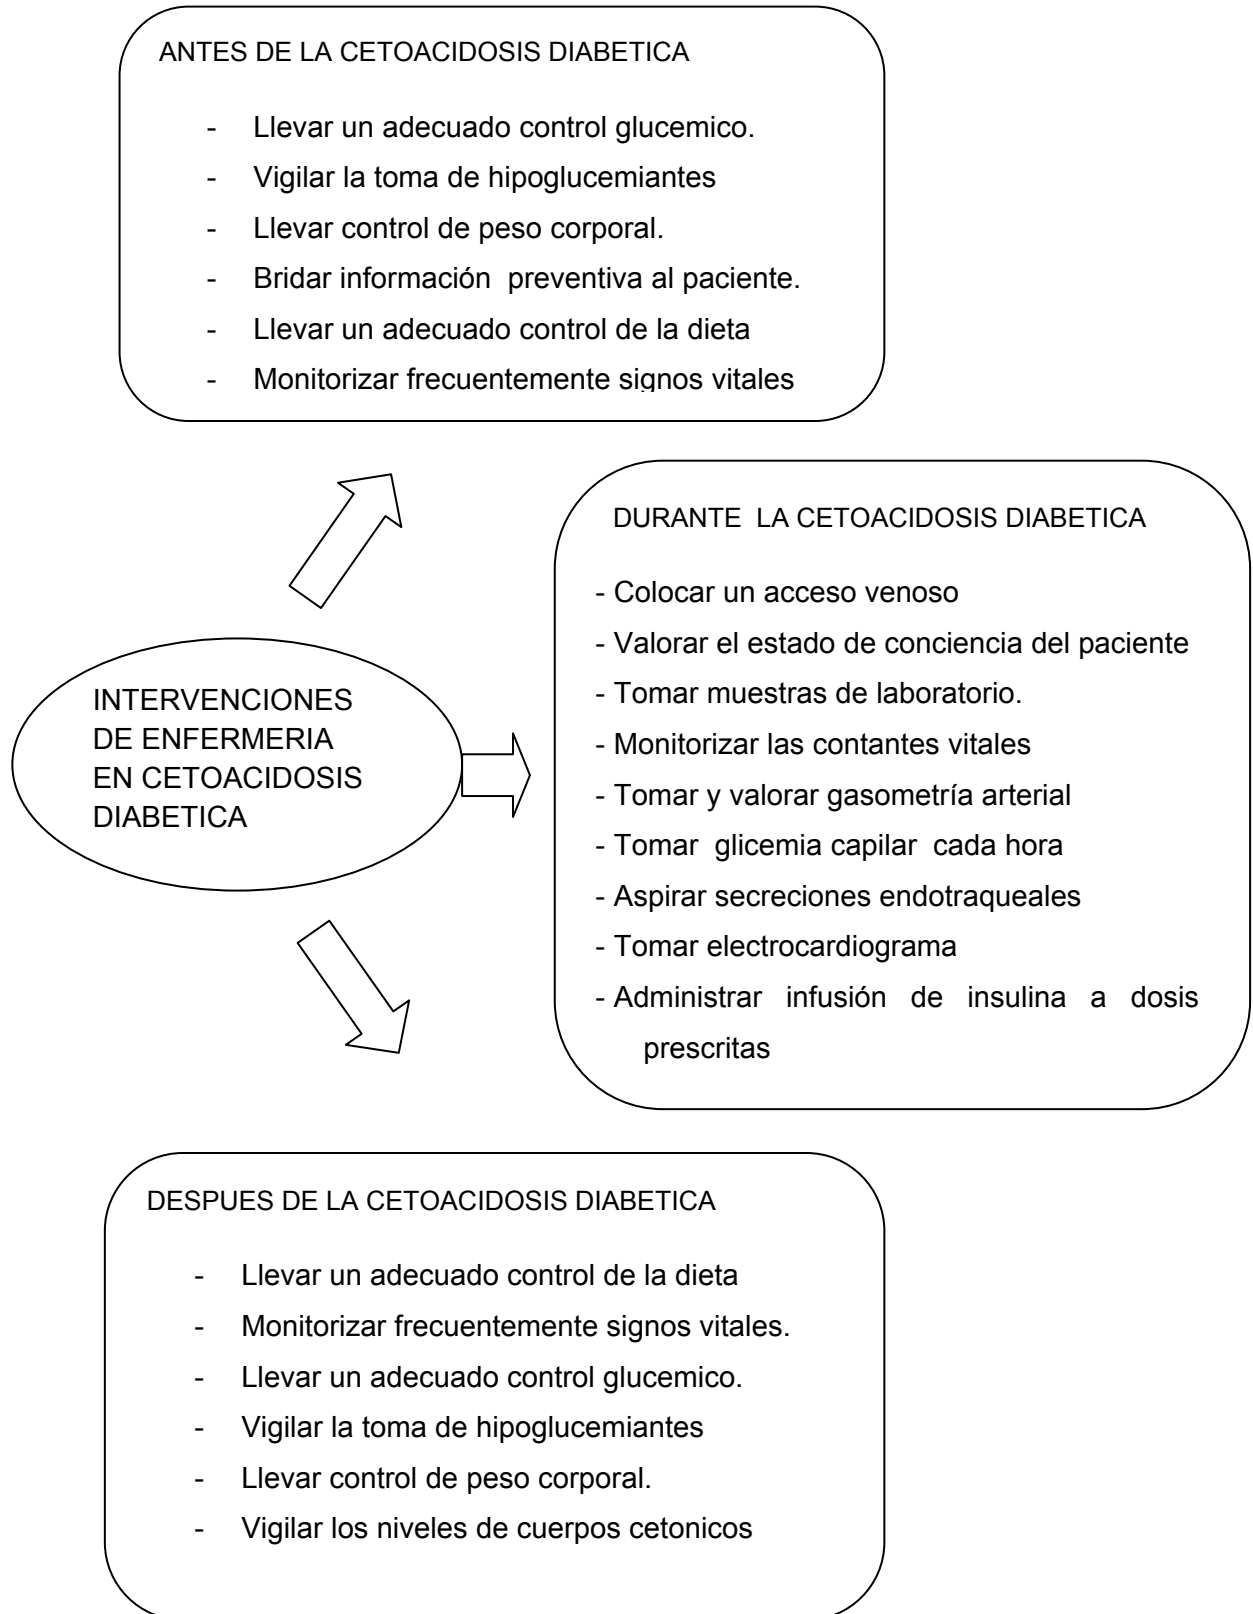 ANTES DE LA CETOACIDOSIS DIABETICA
- Llevar un adecuado control glucemico.
- Vigilar la toma de hipoglucemiantes
- Llevar control de peso corporal.
- Bridar información preventiva al paciente.
- Llevar un adecuado control de la dieta
- Monitorizar frecuentemente signos vitales
INTERVENCIONES
DE ENFERMERIA
EN CETOACIDOSIS
DIABETICA
DURANTE LA CETOACIDOSIS DIABETICA
- Colocar un acceso venoso
- Valorar el estado de conciencia del paciente
- Tomar muestras de laboratorio.
- Monitorizar las contantes vitales
- Tomar y valorar gasometría arterial
- Tomar glicemia capilar cada hora
- Aspirar secreciones endotraqueales
- Tomar electrocardiograma
- Administrar infusión de insulina a dosis
prescritas
DESPUES DE LA CETOACIDOSIS DIABETICA
- Llevar un adecuado control de la dieta
- Monitorizar frecuentemente signos vitales.
- Llevar un adecuado control glucemico.
- Vigilar la toma de hipoglucemiantes
- Llevar control de peso corporal.
- Vigilar los niveles de cuerpos cetonicos